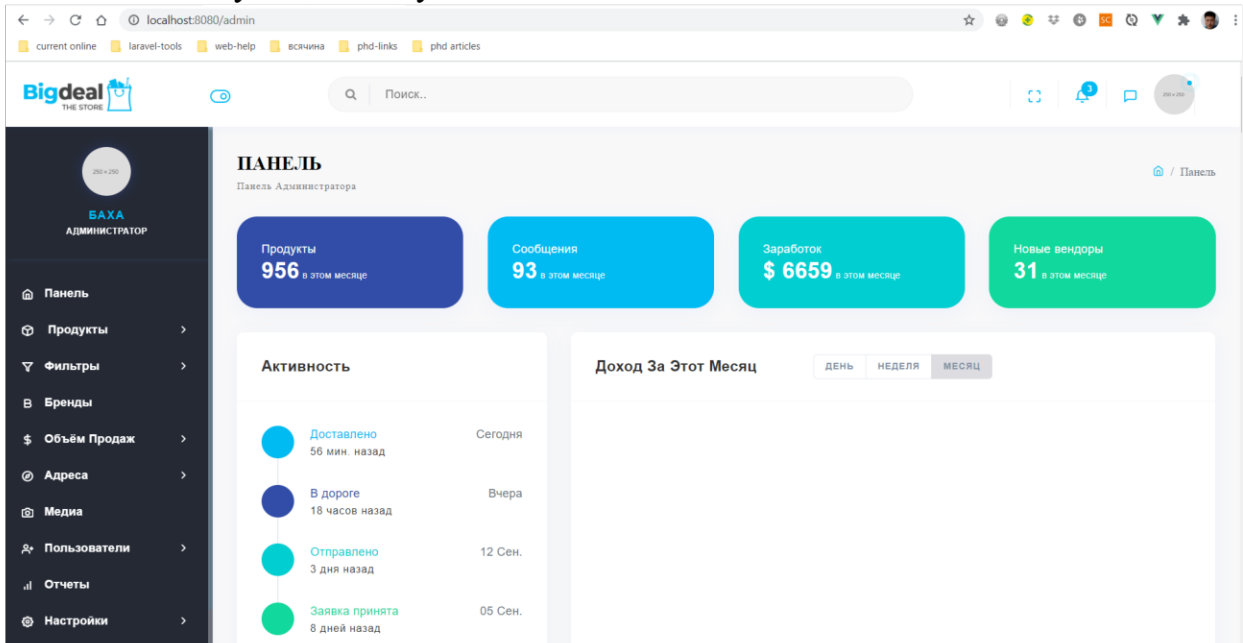 localhost:8080/admin
current online laravel-tools web-help всячина phd-links phd articles
SC
Bigdeal
THE STORE
Поиск..
3
250 × 250
250 × 250
БАХА
АДМИНИСТРАТОР
Панель
Продукты
Фильтры
B Бренды
$ Объём Продаж
Адреса
Медиа
Пользователи
Отчеты
Настройки
ПАНЕЛЬ
Панель Администратора
/ Панель
Продукты
956 в этом месяце
Сообщения
93 в этом месяце
Заработок
$ 6659 в этом месяце
Новые вендоры
31 в этом месяце
Активность
Доставлено Сегодня
56 мин. назад
В дороге Вчера
18 часов назад
Отправлено 12 Сен.
3 дня назад
Заявка принята 05 Сен.
8 дней назад
Доход За Этот Месяц
ДЕНЬ НЕДЕЛЯ МЕСЯЦ